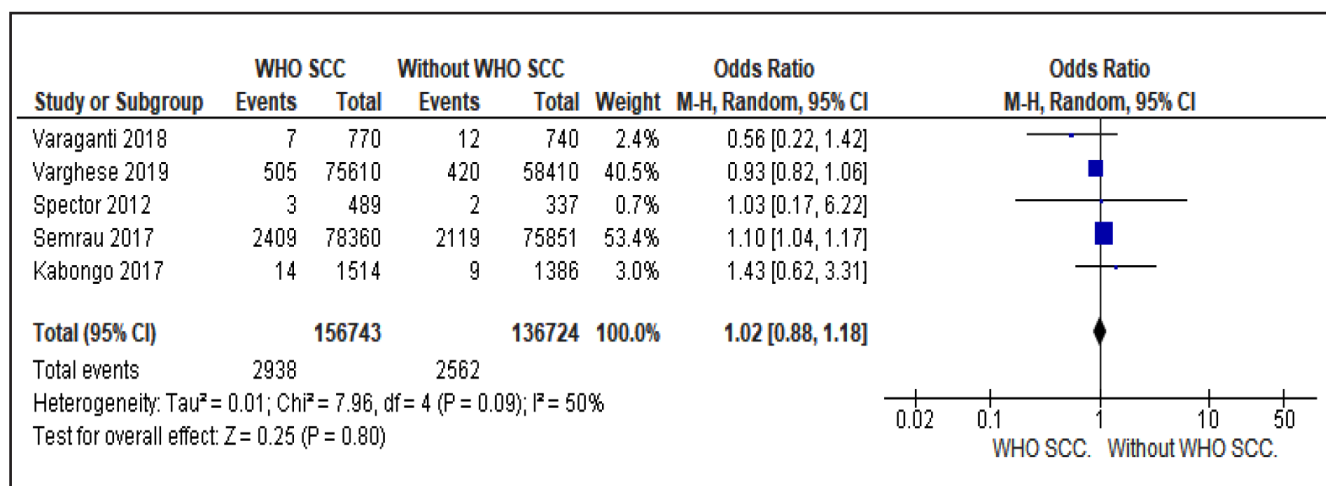 WHO SCC Without WHO SCC Odds Ratio Odds Ratio
Study or Subgroup Events Total Events Total Weight M-H, Random, 95% CI M-H, Random, 95% CI
Varaganti 2018 7 770 12 740 2.4% 0.56 [0.22, 1.42]
Varghese 2019 505 75610 420 58410 40.5% 0.93 [0.82, 1.06]
Spector 2012 3 489 2 337 0.7% 1.03 [0.17, 6.22]
Semrau 2017 2409 78360 2119 75851 53.4% 1.10 [1.04, 1.17]
Kabongo 2017 14 1514 9 1386 3.0% 1.43 [0.62, 3.31]
Total (95% CI) 156743 136724 100.0% 1.02 [0.88, 1.18]
Total events 2938 2562
Heterogeneity: Tau² = 0.01; Chi² = 7.96, df = 4 (P = 0.09); I² = 50%
Test for overall effect: Z = 0.25 (P = 0.80)
0.02 0.1 1 10 50
WHO SCC. Without WHO SCC.